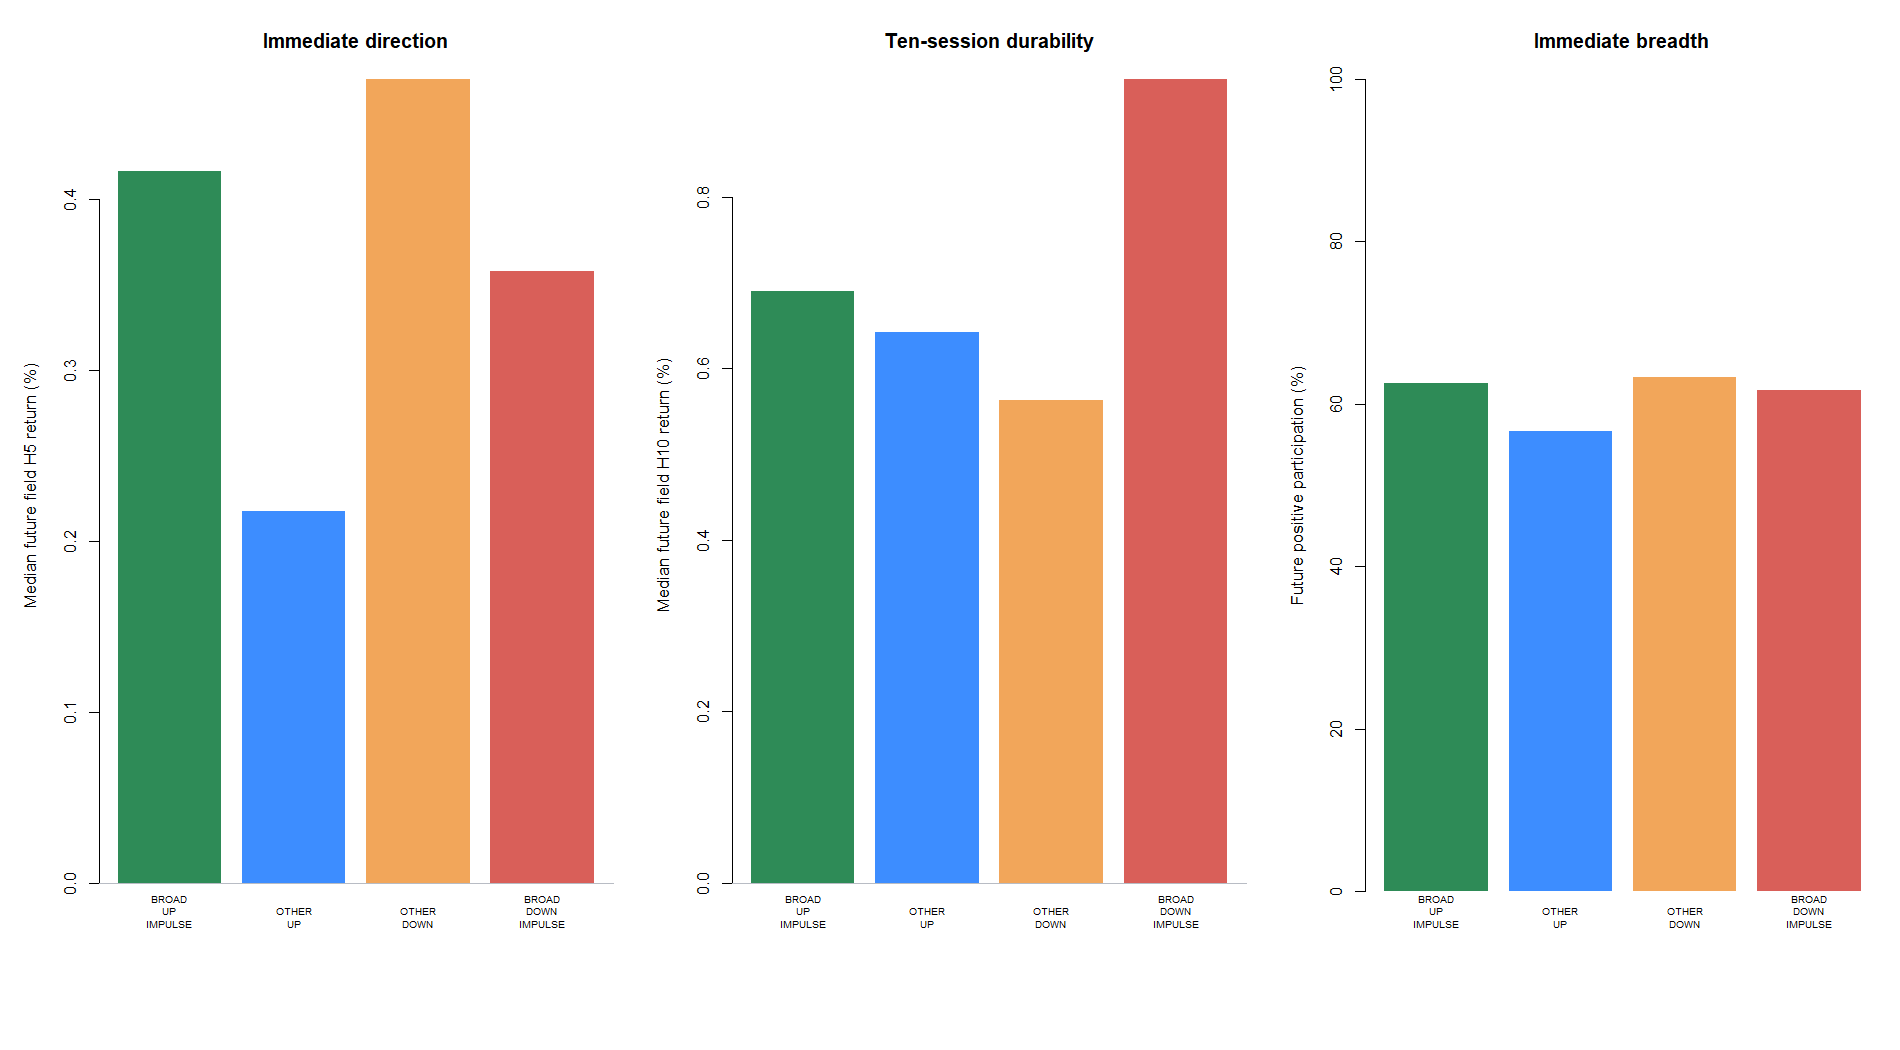 Immediate direction
Median future field H5 return (%)
0.0
0.1
0.2
0.3
0.4
BROAD
UP
IMPULSE
OTHER
UP
OTHER
DOWN
BROAD
DOWN
IMPULSE
Ten-session durability
Median future field H10 return (%)
0.0
0.2
0.4
0.6
0.8
BROAD
UP
IMPULSE
OTHER
UP
OTHER
DOWN
BROAD
DOWN
IMPULSE
Immediate breadth
Future positive participation (%)
0
20
40
60
80
100
BROAD
UP
IMPULSE
OTHER
UP
OTHER
DOWN
BROAD
DOWN
IMPULSE